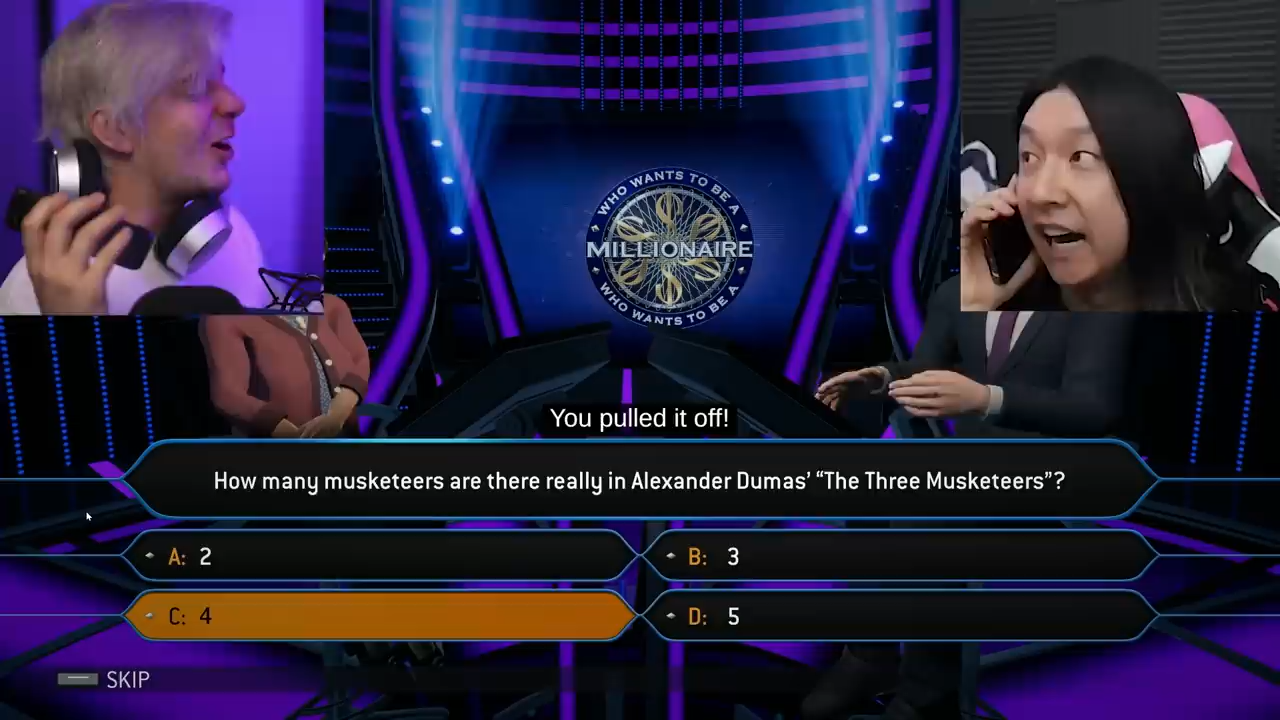 WHO WANTS TO BE A
MILLIONAIRE
WHO WANTS TO BE A
You pulled it off!
How many musketeers are there really in Alexander Dumas’ “The Three Musketeers”?
A: 2
B: 3
C: 4
D: 5
SKIP